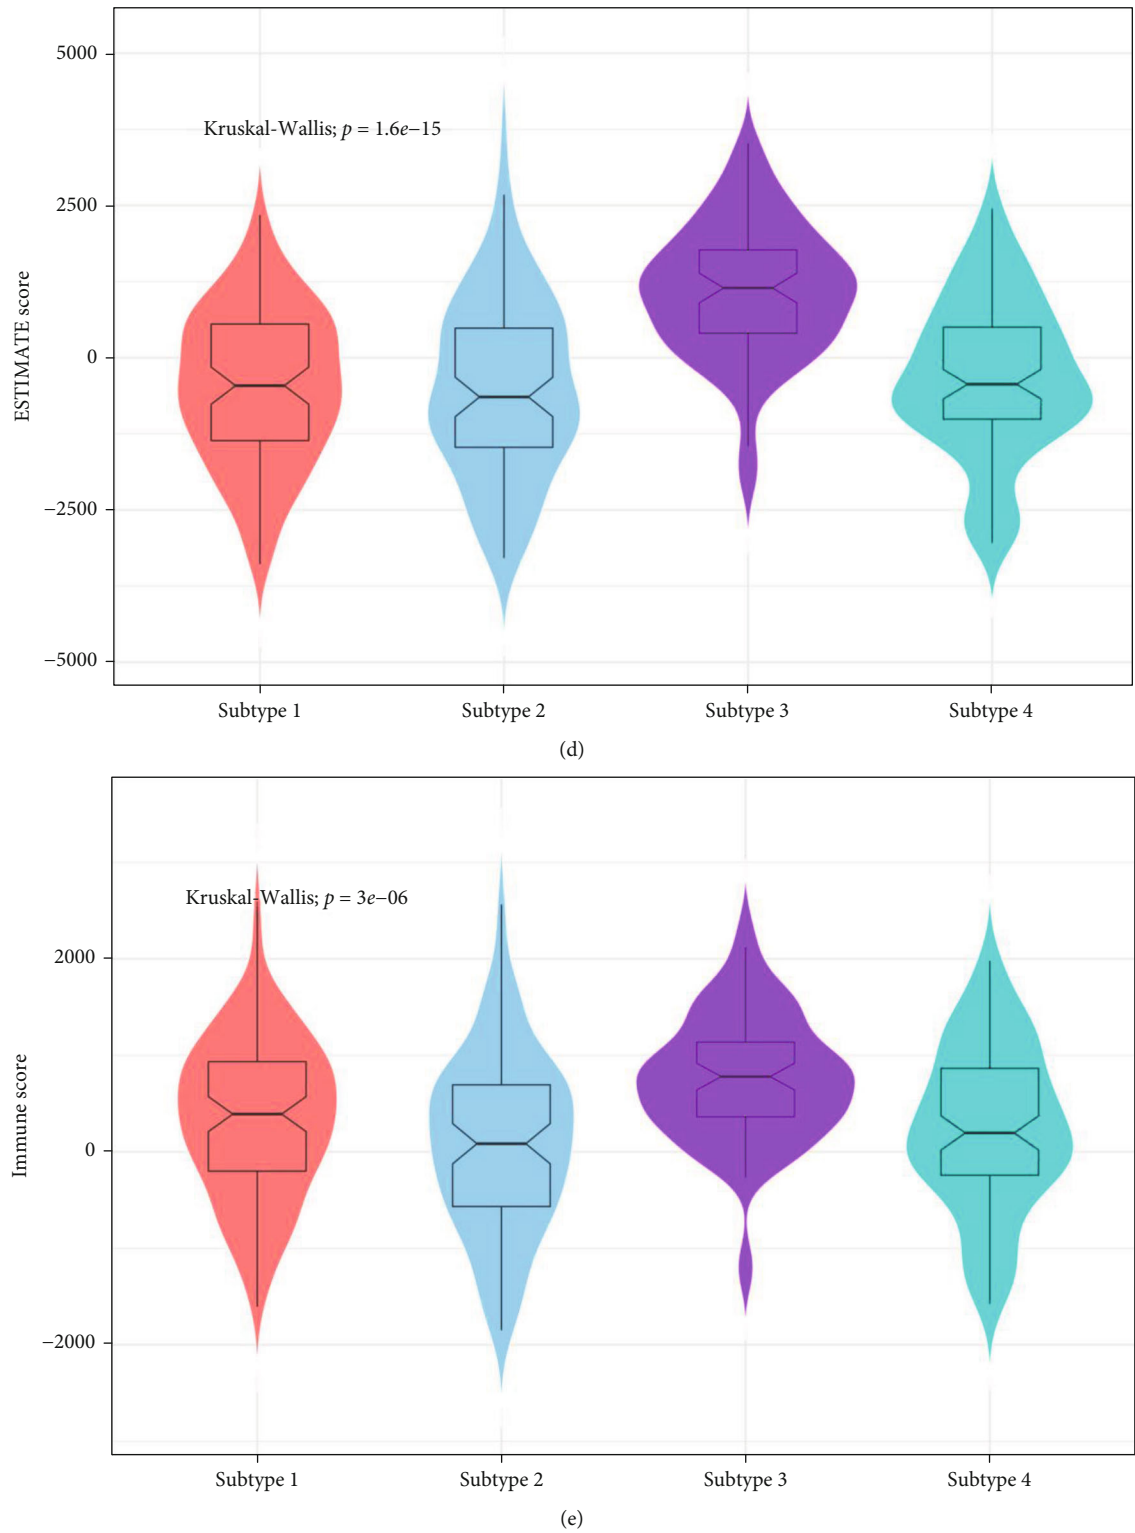 5000
Kruskal-Wallis; p = 1.6e−15
2500
0
−2500
−5000
ESTIMATE score
Subtype 1 Subtype 2 Subtype 3 Subtype 4
(d)
Kruskal-Wallis; p = 3e−06
2000
0
−2000
Immune score
Subtype 1 Subtype 2 Subtype 3 Subtype 4
(e)